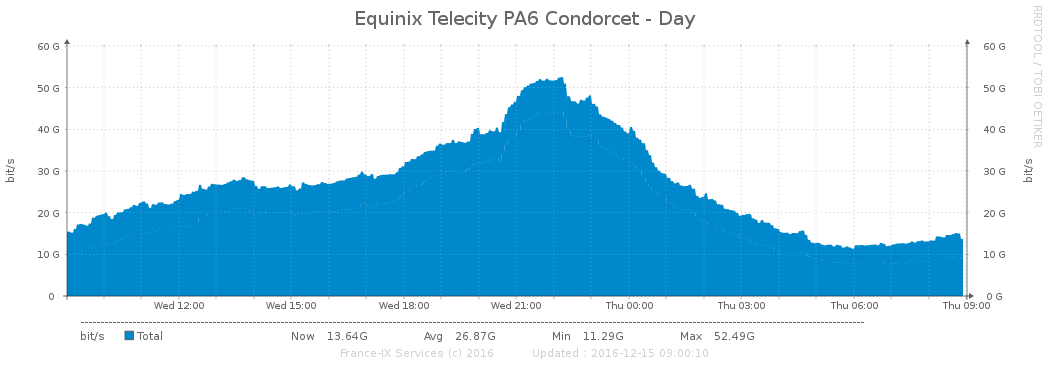 Equinix Telecity PA6 Condorcet - Day
RRDTOOL / TOBI OETIKER
60 G 60 G
50 G 50 G
40 G 40 G
30 G 30 G
20 G 20 G
10 G 10 G
0 0 G
bit/s
bit/s
Wed 12:00 Wed 15:00 Wed 18:00 Wed 21:00 Thu 00:00 Thu 03:00 Thu 06:00 Thu 09:00
bit/s Total Now 13.64G Avg 26.87G Min 11.29G Max 52.49G
France-IX Services (c) 2016 Updated : 2016-12-15 09:00:10